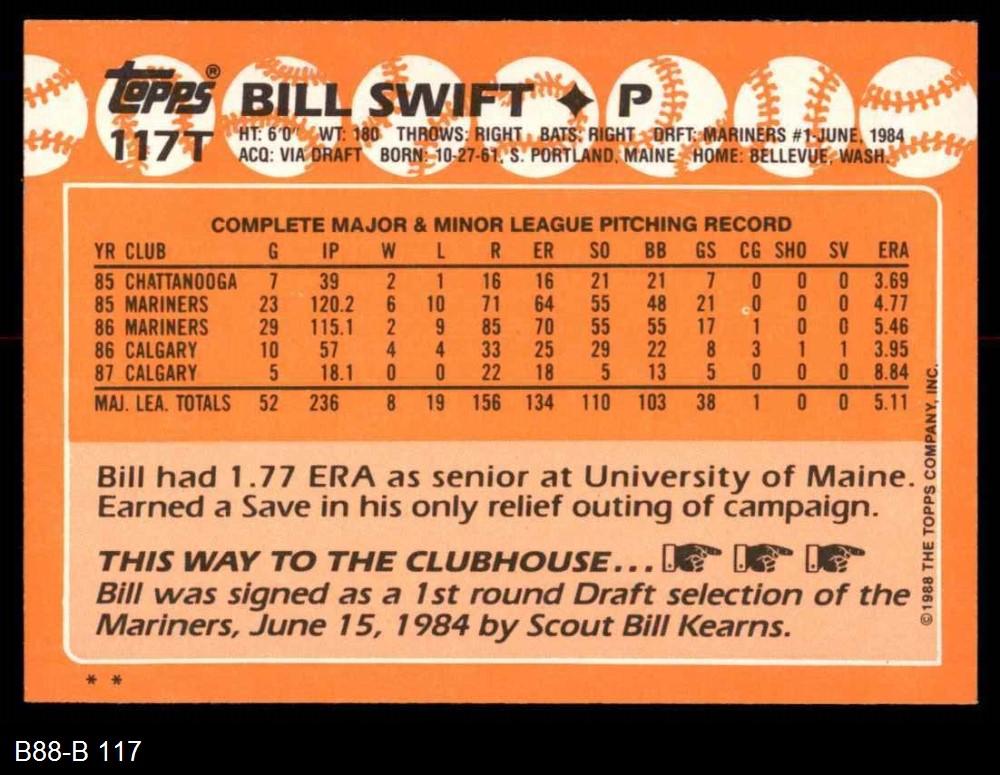 topps® BILL SWIFT ✦ P
117T
HT: 6'0" WT: 180 THROWS: RIGHT BATS: RIGHT DRFT: MARINERS #1-JUNE, 1984
ACQ: VIA DRAFT BORN: 10-27-61, S. PORTLAND, MAINE HOME: BELLEVUE, WASH.
COMPLETE MAJOR & MINOR LEAGUE PITCHING RECORD
YR CLUB G IP W L R ER SO BB GS CG SHO SV ERA
85 CHATTANOOGA 7 39 2 1 16 16 21 21 7 0 0 0 3.69
85 MARINERS 23 120.2 6 10 71 64 55 48 21 0 0 0 4.77
86 MARINERS 29 115.1 2 9 85 70 55 55 17 1 0 0 5.46
86 CALGARY 10 57 4 4 33 25 29 22 8 3 1 1 3.95
87 CALGARY 5 18.1 0 0 22 18 5 13 5 0 0 0 8.84
MAJ. LEA. TOTALS 52 236 8 19 156 134 110 103 38 1 0 0 5.11
Bill had 1.77 ERA as senior at University of Maine.
Earned a Save in his only relief outing of campaign.
THIS WAY TO THE CLUBHOUSE...
Bill was signed as a 1st round Draft selection of the
Mariners, June 15, 1984 by Scout Bill Kearns.
©1988 THE TOPPS COMPANY, INC.
* *
B88-B 117